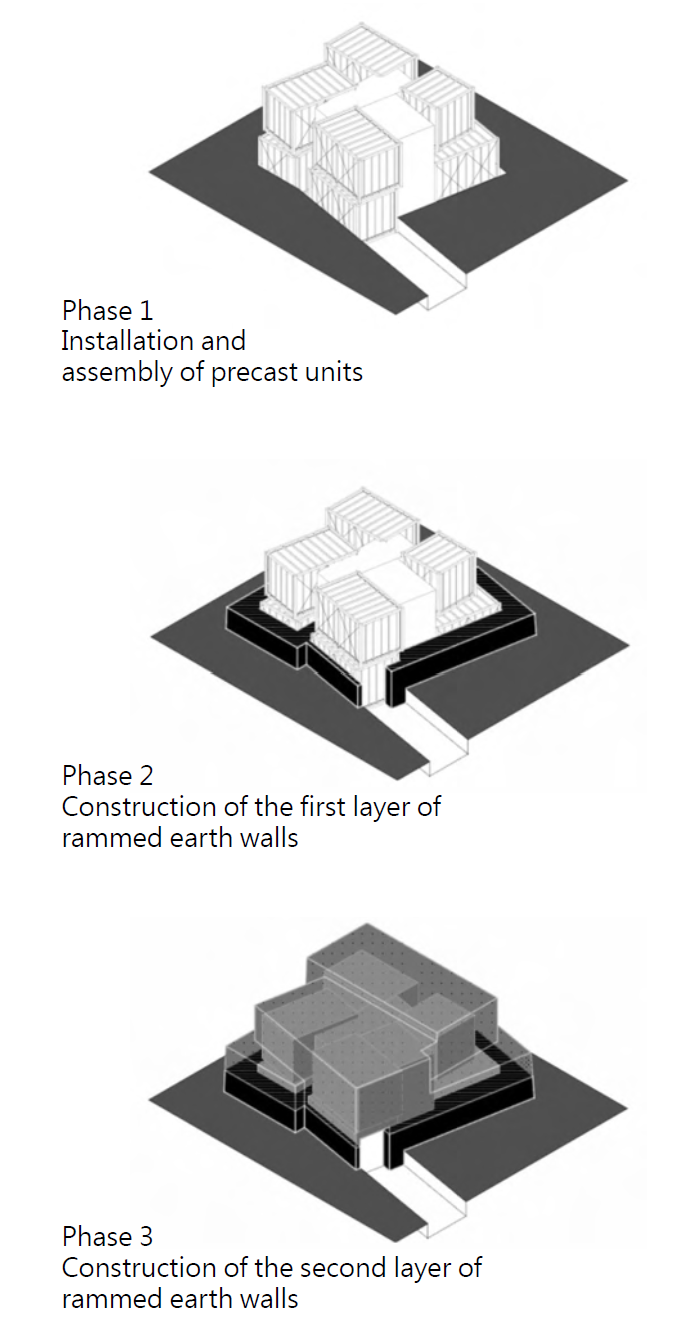 Phase 1
Installation and
assembly of precast units
Phase 2
Construction of the first layer of
rammed earth walls
Phase 3
Construction of the second layer of
rammed earth walls